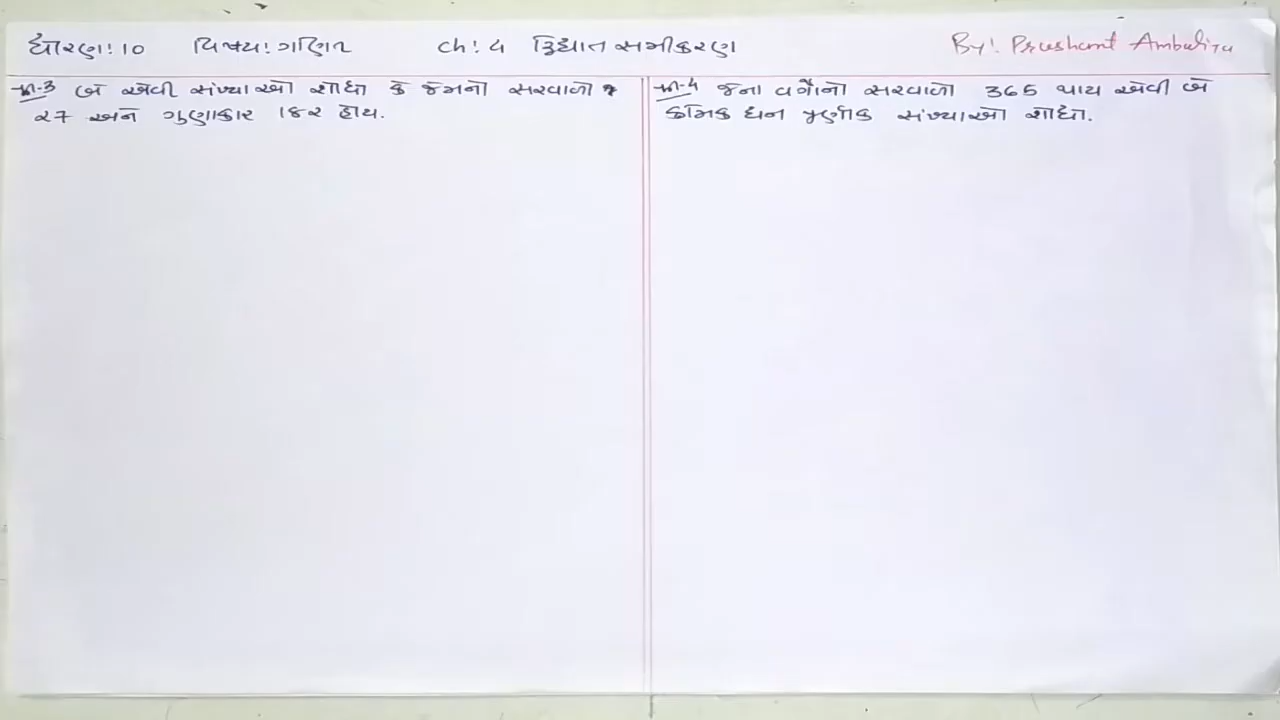 ધોરણ: 10 વિષય: ગણિત ch: 4 દ્વિઘાત સમીકરણ By: Prashant Ambaliya
પ્ર-3 બે એવી સંખ્યાઓ શોધો કે જેમનો સરવાળો
27 અને ગુણાકાર 182 હોય.
પ્ર-4 જેના વર્ગોનો સરવાળો 365 થાય એવી બે
ક્રમિક ધન પૂર્ણાંક સંખ્યાઓ શોધો.